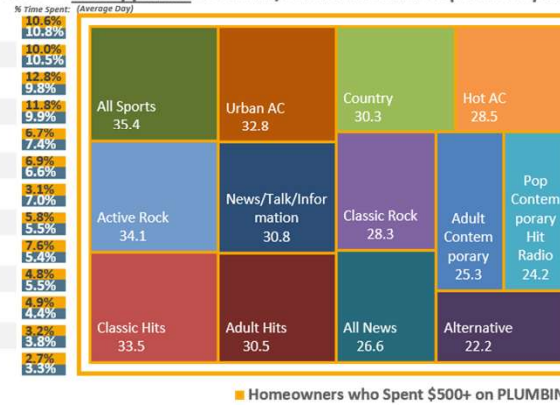 % Time Spent: (Average Day)
10.6%
10.8%
10.0%
10.5%
12.8%
9.8%
11.8%
9.9%
6.7%
7.4%
6.9%
6.6%
3.1%
7.0%
5.8%
5.5%
7.6%
5.4%
4.8%
5.5%
4.9%
4.4%
3.2%
3.8%
2.7%
3.3%
All Sports
35.4
Urban AC
32.8
Country
30.3
Hot AC
28.5
Active Rock
34.1
News/Talk/Infor
mation
30.8
Classic Rock
28.3
Adult
Contem
porary
25.3
Pop
Contem
porary
Hit
Radio
24.2
Classic Hits
33.5
Adult Hits
30.5
All News
26.6
Alternative
22.2
Homeowners who Spent $500+ on PLUMBIN